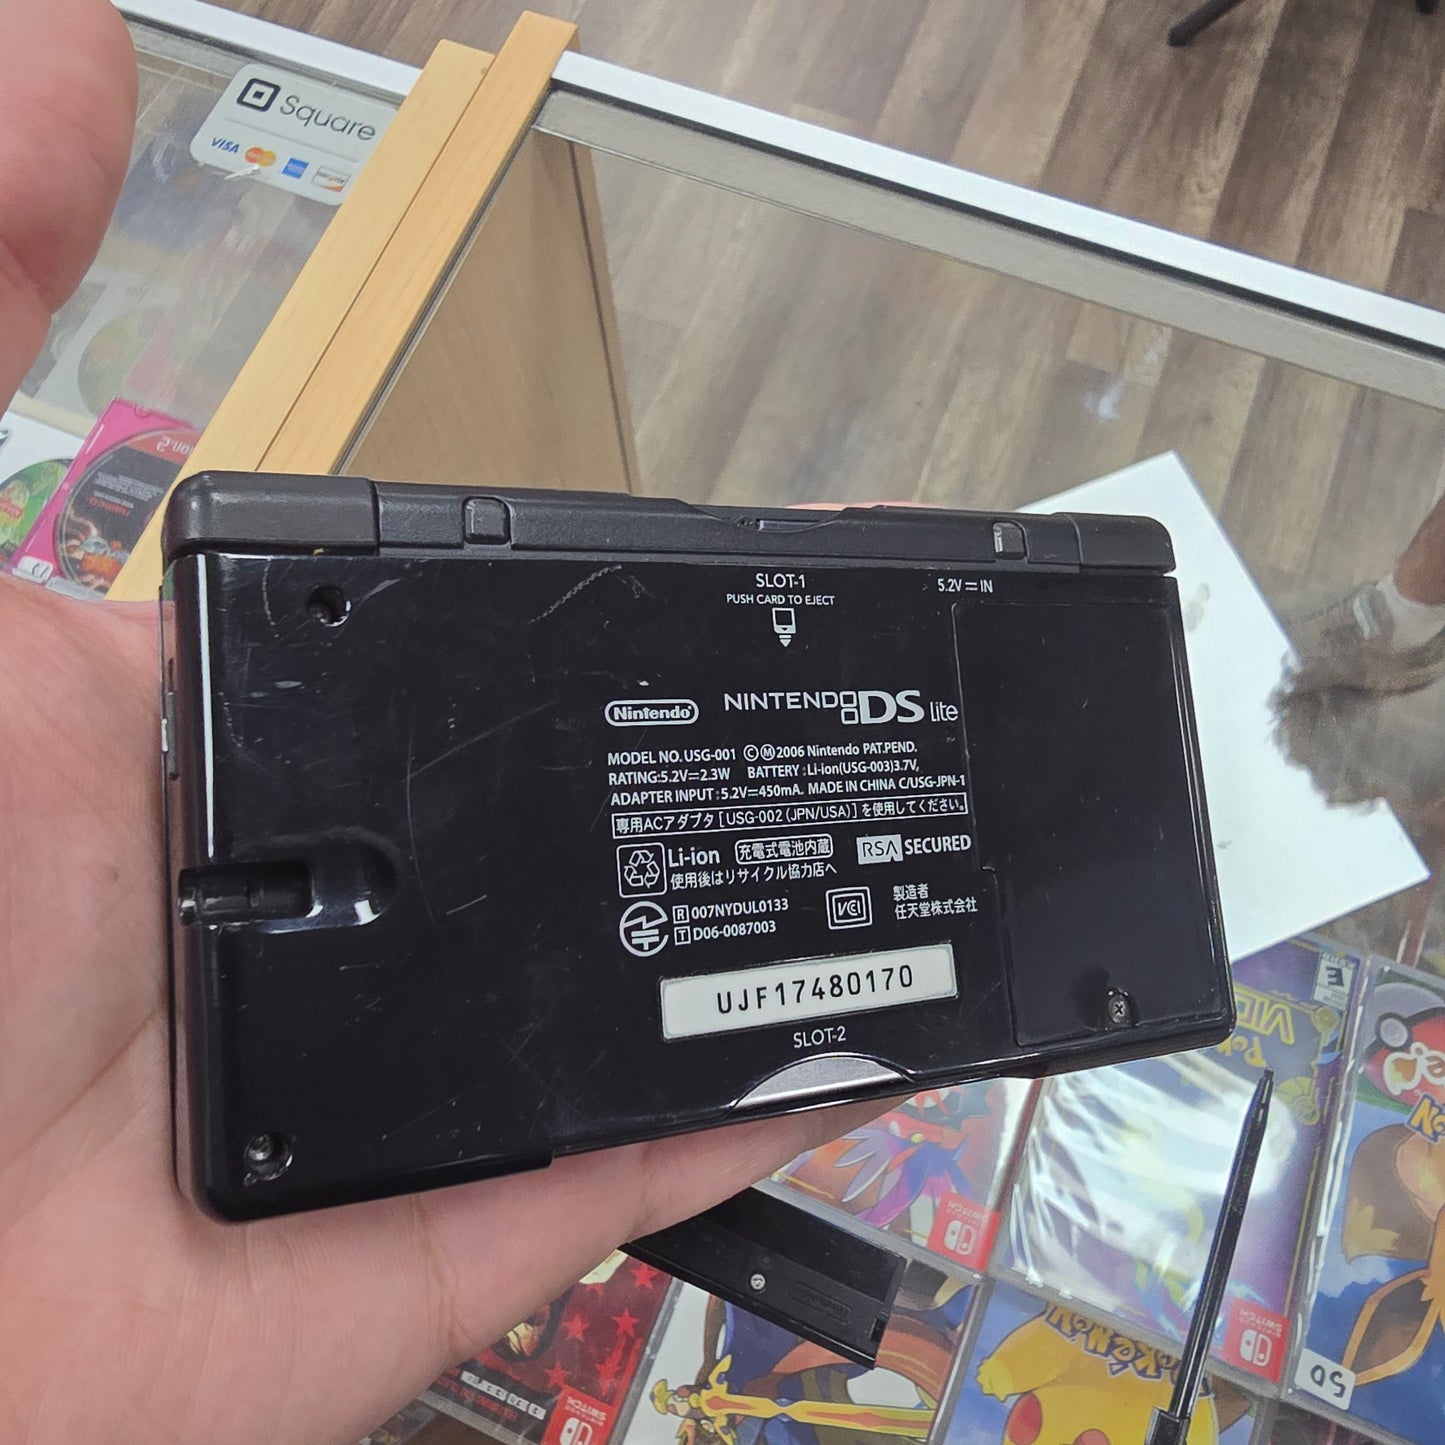 Square
VISA
SLOT-1
PUSH CARD TO EJECT
5.2V ⎓ IN
Nintendo
NINTENDO DS Lite
MODEL NO. USG-001 ©Ⓜ2006 Nintendo PAT.PEND.
RATING:5.2V⎓2.3W BATTERY:Li-ion(USG-003)3.7V,
ADAPTER INPUT:5.2V⎓450mA. MADE IN CHINA C/USG-JPN-1
専用ACアダプタ[USG-002(JPN/USA)]を使用してください。
Li-ion 充電式電池内蔵
使用後はリサイクル協力店へ
RSA SECURED
R 007NYDUL0133
T D06-0087003
VCI
製造者
任天堂株式会社
UJF17480170
SLOT-2
E
SWITCH
SWITCH
SWITCH
POKÉMON
50